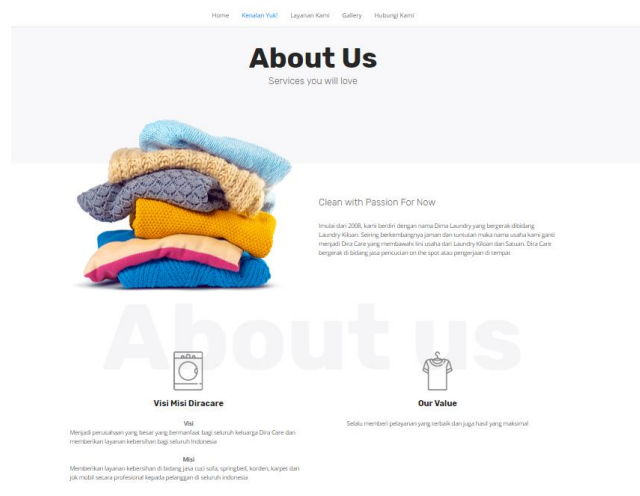 Home Kenalan Yuk! Layanan Kami Gallery Hubungi Kami
About Us
Services you will love
Clean with Passion For Now
Imulai dari 2008, kami berdiri dengan nama Dima Laundry yang bergerak dibidang
Laundry Kiloan. Seiring berkembangnya jaman dan tuntutan maka nama usaha kami ganti
menjadi Dira Care yang membawahi lini usaha dari Laundry Kiloan dan Satuan. Dira Care
bergerak di bidang jasa pencucian on the spot atau pengerjaan di tempat
About us
Visi Misi Diracare
Visi
Menjadi perusahaan yang besar yang bermanfaat bagi seluruh keluarga Dira Care dan
memberikan layanan kebersihan bagi seluruh Indonesia
Misi
Memberikan layanan kebersihan di bidang jasa cuci sofa, springbed, korden, karpet dan
jok mobil secara profesional kepada pelanggan di seluruh indonesia
Our Value
Selalu memberi pelayanan yang terbaik dan juga hasil yang maksimal